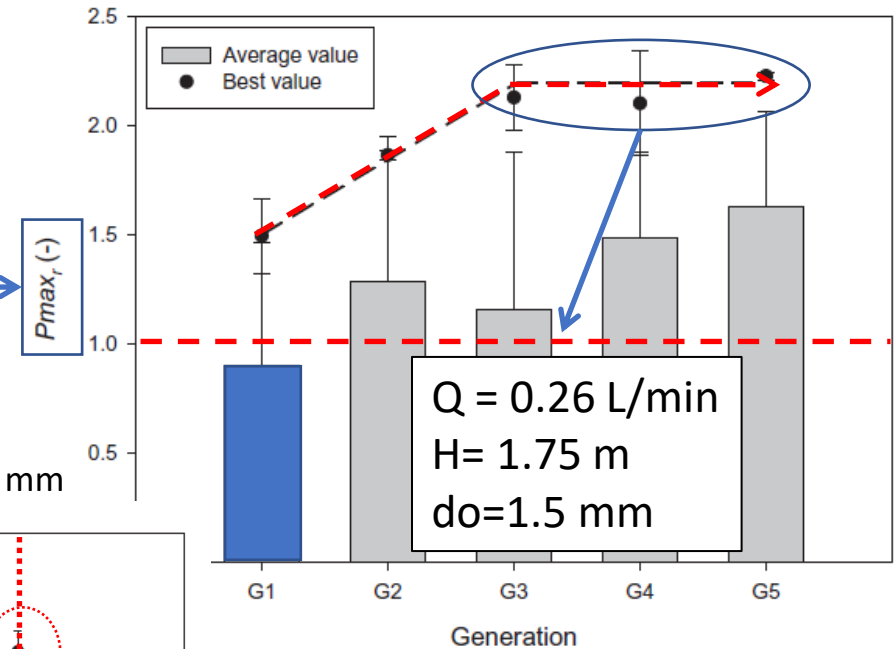 2.5
Average value
Best value
2.0
1.5
Pmaxr (-)
1.0
0.5
mm
Q = 0.26 L/min
H= 1.75 m
do=1.5 mm
G1 G2 G3 G4 G5
Generation